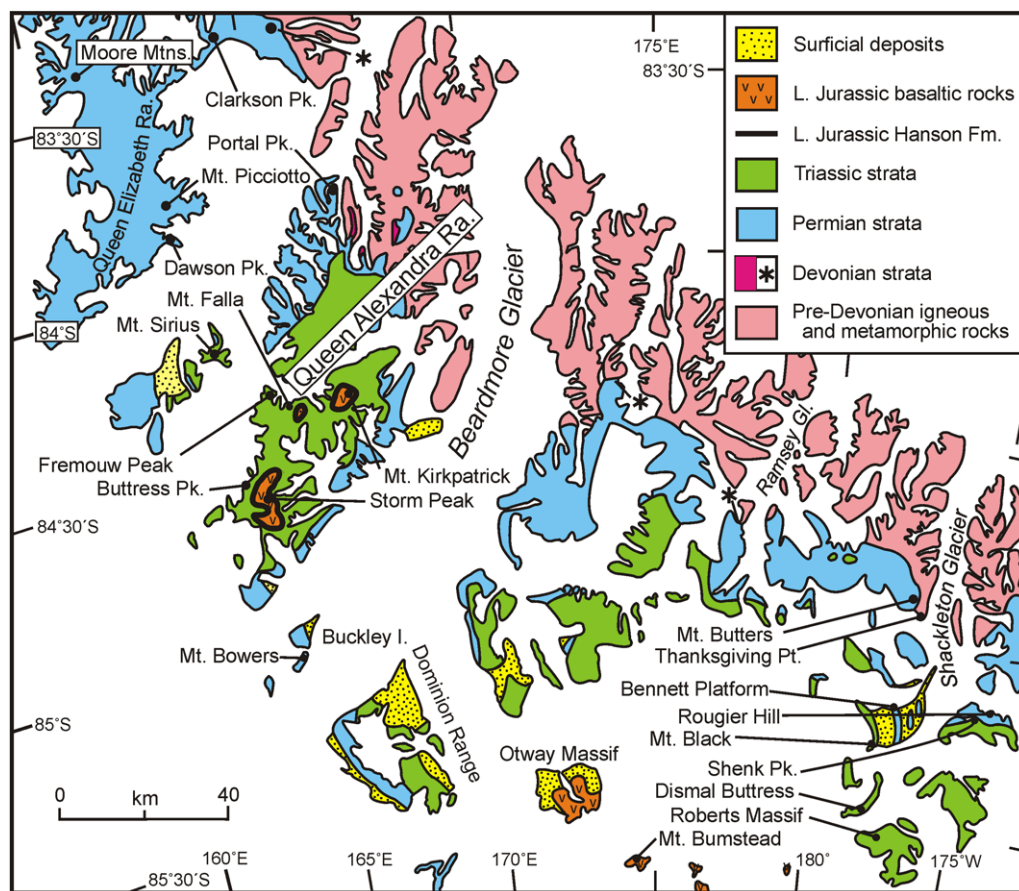 Moore Mtns.
Clarkson Pk.
83°30´S
Portal Pk.
Mt. Picciotto
Queen Elizabeth Ra.
Dawson Pk.
Mt. Falla
84°S
Mt. Sirius
Queen Alexandra Ra.
Beardmore Glacier
Fremouw Peak
Buttress Pk.
Mt. Kirkpatrick
Storm Peak
84°30´S
Buckley I.
Mt. Bowers
Dominion Range
85°S
Otway Massif
0 km 40
160°E
165°E
170°E
180°
175°W
85°30´S
175°E
83°30´S
Surficial deposits
L. Jurassic basaltic rocks
L. Jurassic Hanson Fm.
Triassic strata
Permian strata
Devonian strata
Pre-Devonian igneous
and metamorphic rocks
Ramsey Gl.
Shackleton Glacier
Mt. Butters
Thanksgiving Pt.
Bennett Platform
Rougier Hill
Mt. Black
Shenk Pk.
Dismal Buttress
Roberts Massif
Mt. Bumstead